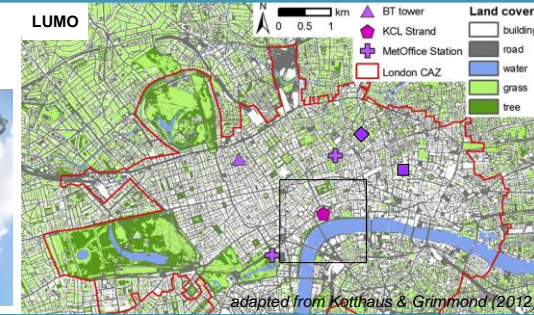 LUMO
N
0 0.5 1 km
BT tower
KCL Strand
MetOffice Station
London CAZ
Land cover
building
road
water
grass
tree
adapted from Kotthaus & Grimmond (2012